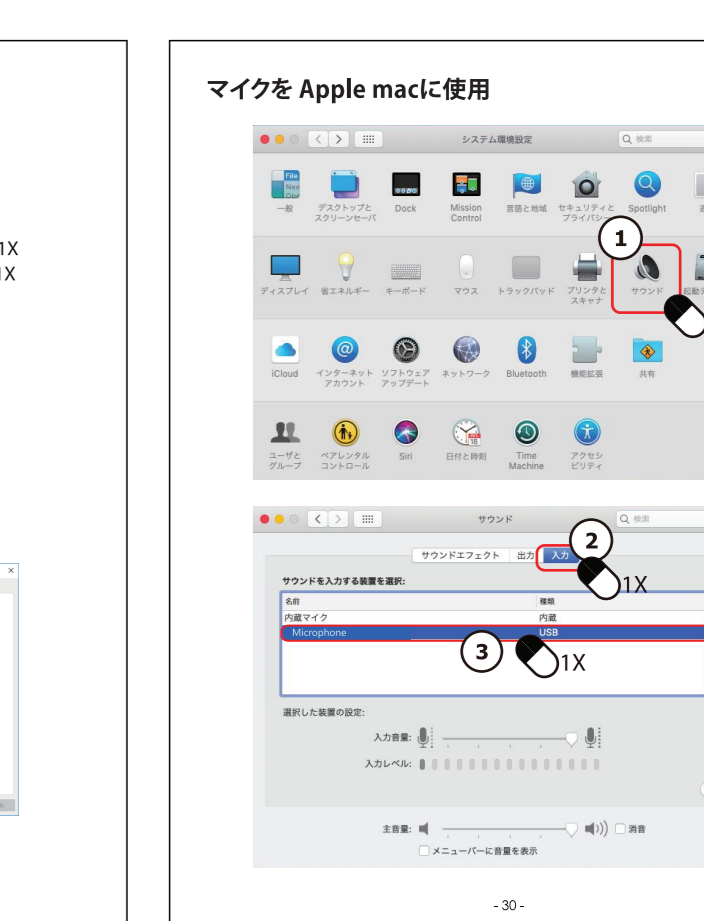 1X
1X
マイクを Apple macに使用
システム環境設定
検索
File
New
Ope
一般
デスクトップと
スクリーンセーバ
Dock
Mission
Control
言語と地域
セキュリティと
プライバシー
Spotlight
1
ディスプレイ
省エネルギー
キーボード
マウス
トラックパッド
プリンタと
スキャナ
サウンド
iCloud
インターネット
アカウント
ソフトウェア
アップデート
ネットワーク
Bluetooth
機能拡張
共有
ユーザと
グループ
ペアレンタル
コントロール
Siri
18
日付と時刻
Time
Machine
アクセシ
ビリティ
サウンド
検索
2
サウンドエフェクト 出力 入力
1X
サウンドを入力する装置を選択:
名前 種類
内蔵マイク 内蔵
Microphone USB
3
1X
選択した装置の設定:
入力音量:
入力レベル:
主音量: 消音
メニューバーに音量を表示
- 30 -